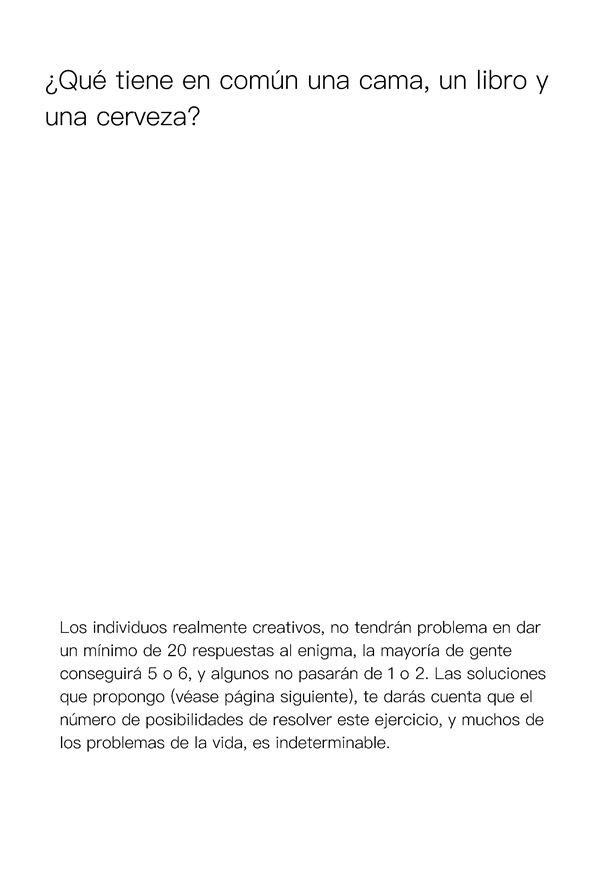 ¿Qué tiene en común una cama, un libro y
una cerveza?
Los individuos realmente creativos, no tendrán problema en dar
un mínimo de 20 respuestas al enigma, la mayoría de gente
conseguirá 5 o 6, y algunos no pasarán de 1 o 2. Las soluciones
que propongo (véase página siguiente), te darás cuenta que el
número de posibilidades de resolver este ejercicio, y muchos de
los problemas de la vida, es indeterminable.